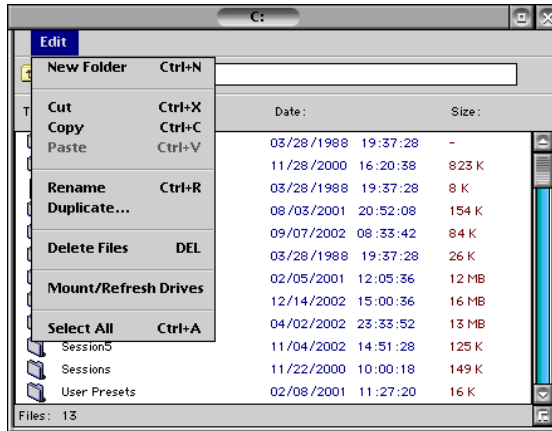 C:
Edit
New Folder Ctrl+N
Cut Ctrl+X
Copy Ctrl+C
Paste Ctrl+V
Rename Ctrl+R
Duplicate...
Delete Files DEL
Mount/Refresh Drives
Select All Ctrl+A
T Date: Size:
03/28/1988 19:37:28 -
11/28/2000 16:20:38 823 K
03/28/1988 19:37:28 8 K
08/03/2001 20:52:08 154 K
09/07/2002 08:33:42 84 K
03/28/1988 19:37:28 26 K
02/05/2001 12:05:36 12 MB
12/14/2002 15:00:36 16 MB
04/02/2002 23:33:52 13 MB
Session5 11/04/2002 14:51:28 125 K
Sessions 11/22/2000 10:00:18 149 K
User Presets 02/08/2001 11:27:20 16 K
Files: 13